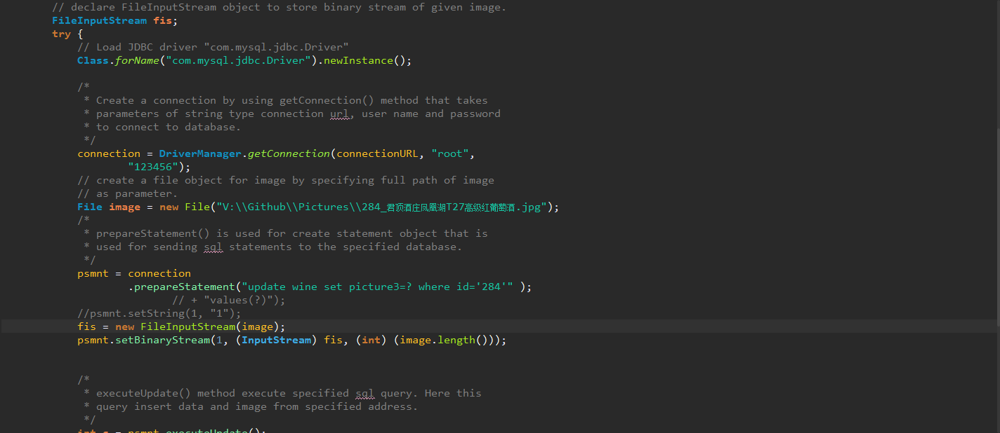 // declare FileInputStream object to store binary stream of given image.
FileInputStream fis;
try {
// Load JDBC driver "com.mysql.jdbc.Driver"
Class.forName("com.mysql.jdbc.Driver").newInstance();
/*
* Create a connection by using getConnection() method that takes
* parameters of string type connection url, user name and password
* to connect to database.
*/
connection = DriverManager.getConnection(connectionURL, "root",
"123456");
// create a file object for image by specifying full path of image
// as parameter.
File image = new File("V:\\Github\\Pictures\\284_君顶酒庄凤凰湖T27高级红葡萄酒.jpg");
/*
* prepareStatement() is used for create statement object that is
* used for sending sql statements to the specified database.
*/
psmnt = connection
.prepareStatement("update wine set picture3=? where id='284'" );
// + "values(?)");
//psmnt.setString(1, "1");
fis = new FileInputStream(image);
psmnt.setBinaryStream(1, (InputStream) fis, (int) (image.length()));
/*
* executeUpdate() method execute specified sql query. Here this
* query insert data and image from specified address.
*/
int s = psmnt.executeUpdate();